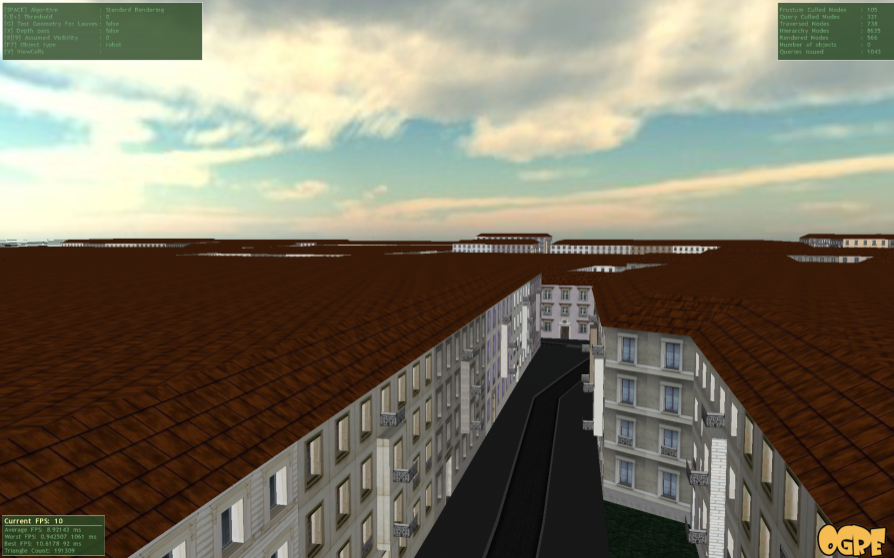 [SPACE] Algorithm : Standard Rendering
Threshold : 0
[G] Test Geometry For Leaves: false
[X] Depth pass : false
Assumed Visibility : 0
Object type : robot
[V] ViewCells
Frustum Culled Nodes : 105
Query Culled Nodes : 331
Traversed Nodes : 738
Hierarchy Nodes : 8635
Rendered Nodes : 566
Number of objects : 0
Queries Issued : 1043
Current FPS: 10
Average FPS: 8.92143 ms
Worst FPS: 0.942507 1061 ms
Best FPS: 10.8178 92 ms
Triangle Count: 191309
OGRE